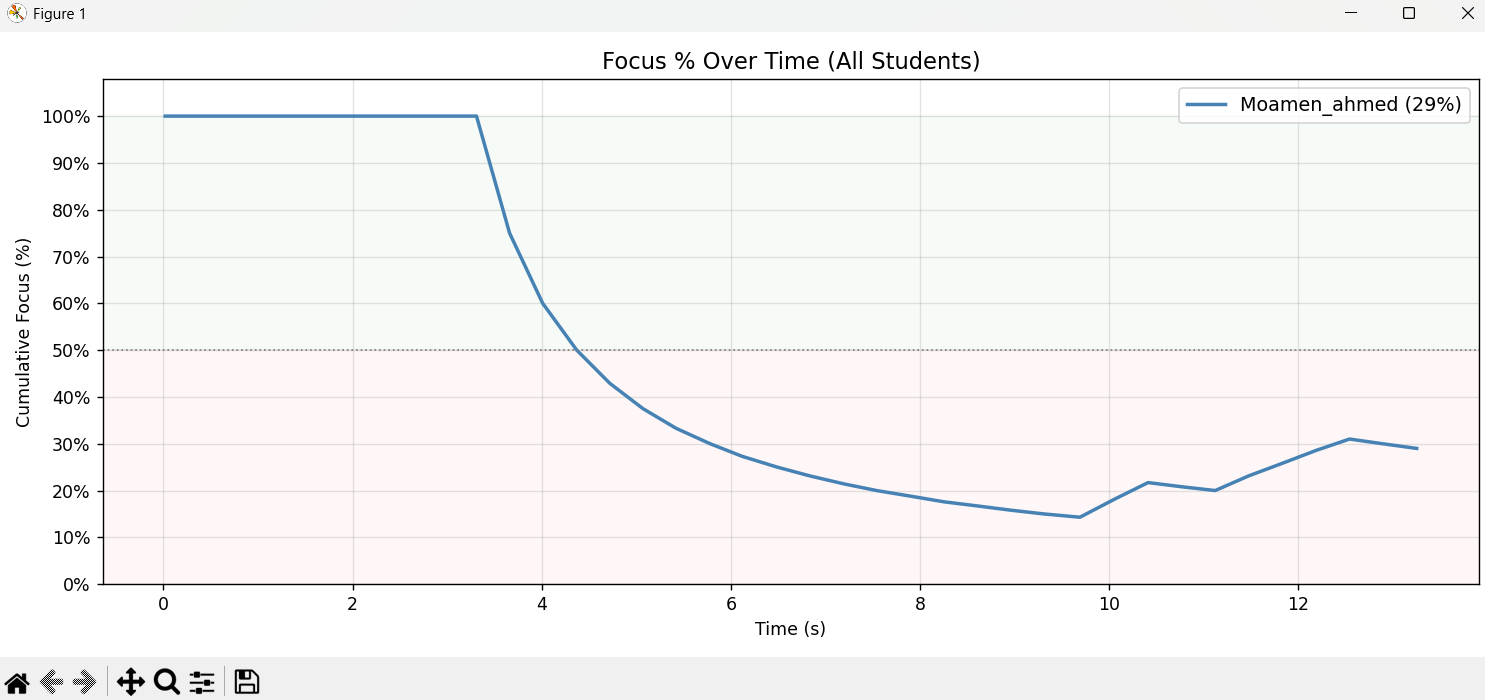 Figure 1
Focus % Over Time (All Students)
Moamen_ahmed (29%)
Cumulative Focus (%)
100%
90%
80%
70%
60%
50%
40%
30%
20%
10%
0%
0 2 4 6 8 10 12
Time (s)